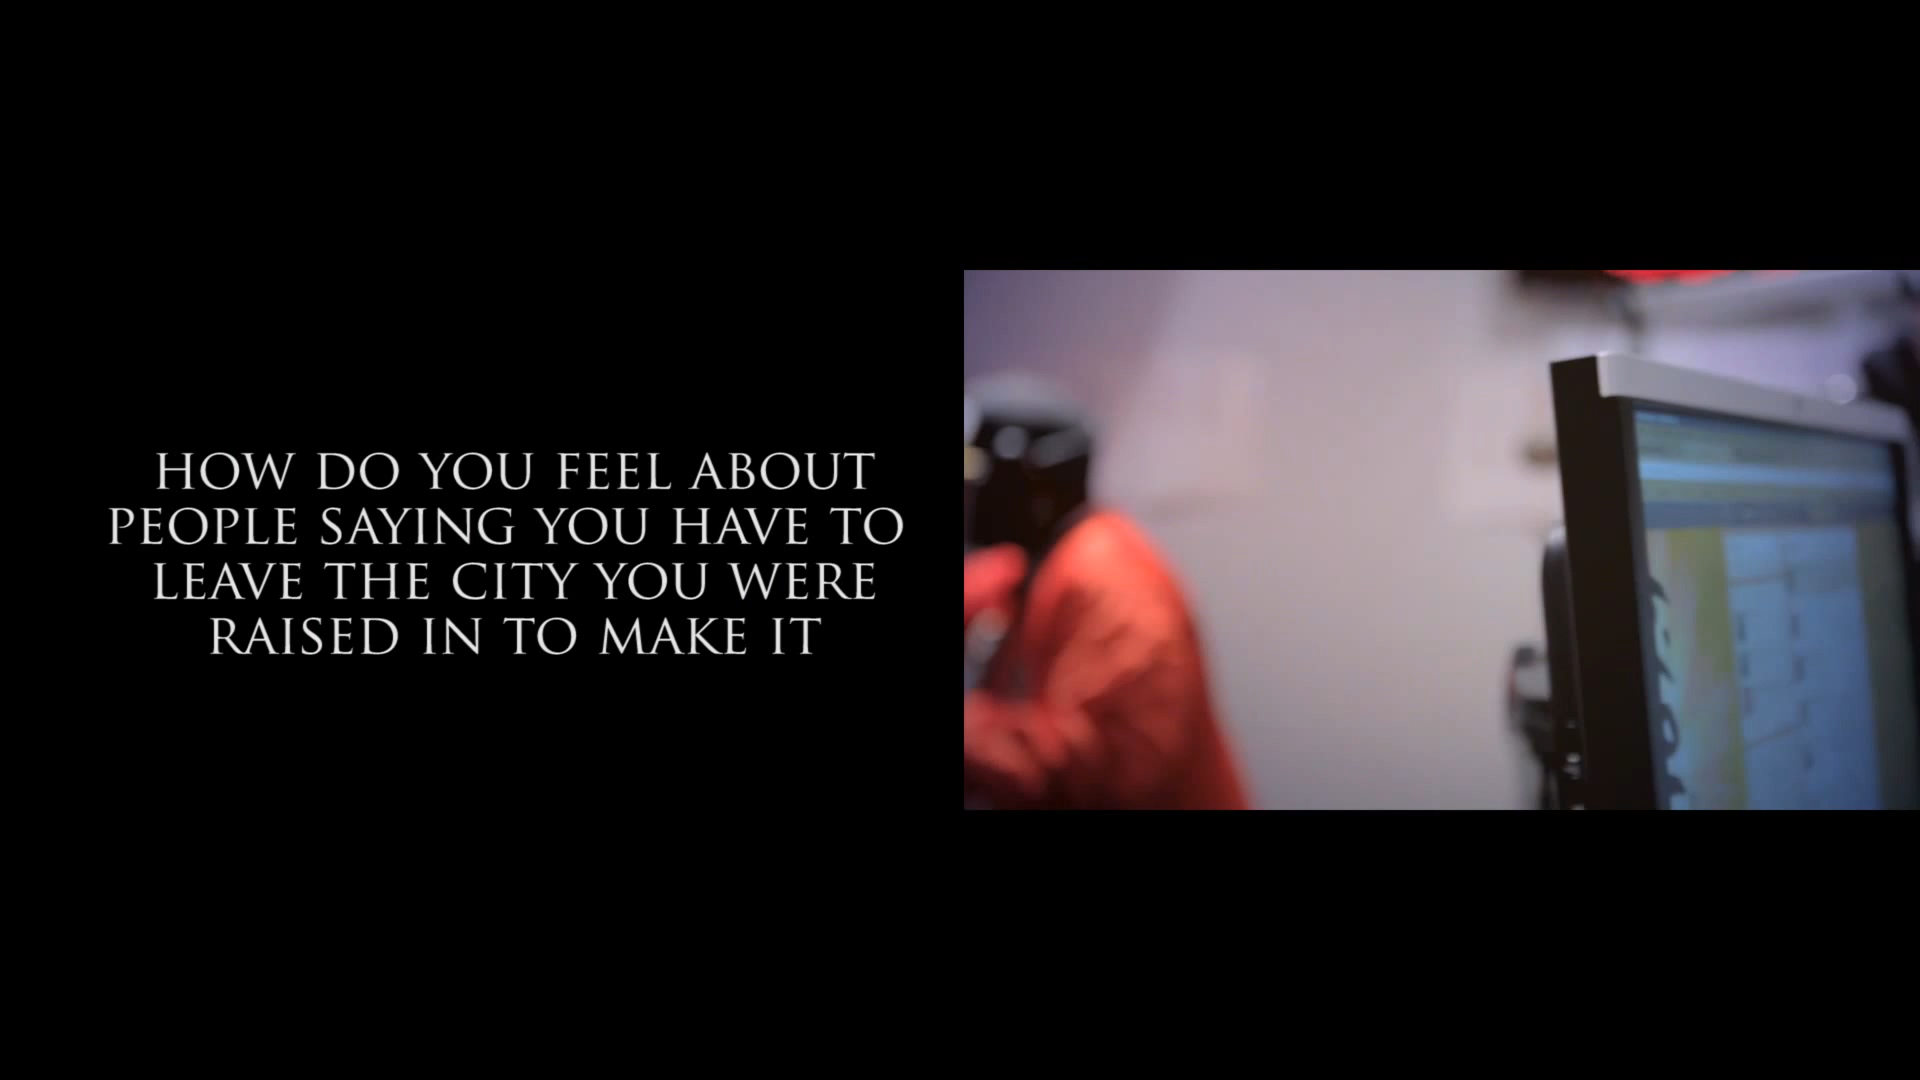 HOW DO YOU FEEL ABOUT
PEOPLE SAYING YOU HAVE TO
LEAVE THE CITY YOU WERE
RAISED IN TO MAKE IT